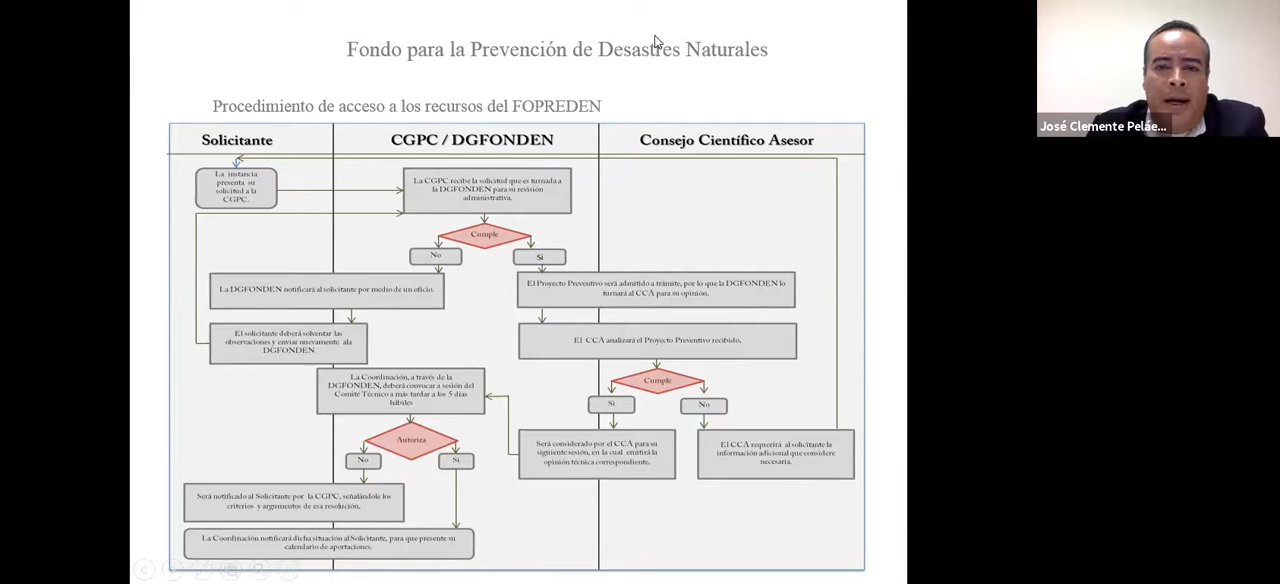 Fondo para la Prevención de Desastres Naturales
Procedimiento de acceso a los recursos del FOPREDEN
Solicitante
CGPC / DGFONDEN
Consejo Científico Asesor
La instancia
presenta su
solicitud a la
CGPC.
La CGPC recibe la solicitud que es turnada a
la DGFONDEN para su revisión
administrativa.
Cumple
No
Si
La DGFONDEN notificará al solicitante por medio de un oficio.
El Proyecto Preventivo será admitido a trámite, por lo que la DGFONDEN lo
turnará al CCA para su opinión.
El solicitante deberá solventar las
observaciones y enviar nuevamente ala
DGFONDEN
El CCA analizará el Proyecto Preventivo recibido.
Cumple
Si
No
La Coordinación, a través de la
DGFONDEN, deberá convocar a sesión del
Comité Técnico a más tardar a los 5 días
hábiles
Autoriza
No
Si
Será considerado por el CCA para su
siguiente sesión, en la cual emitirá la
opinión técnica correspondiente.
El CCA requerirá al solicitante la
información adicional que considere
necesaria.
Será notificado al Solicitante por la CGPC, señalándole los
criterios y argumentos de esa resolución.
La Coordinación notificará dicha situación al Solicitante, para que presente su
calendario de aportaciones.
José Clemente Peláe...